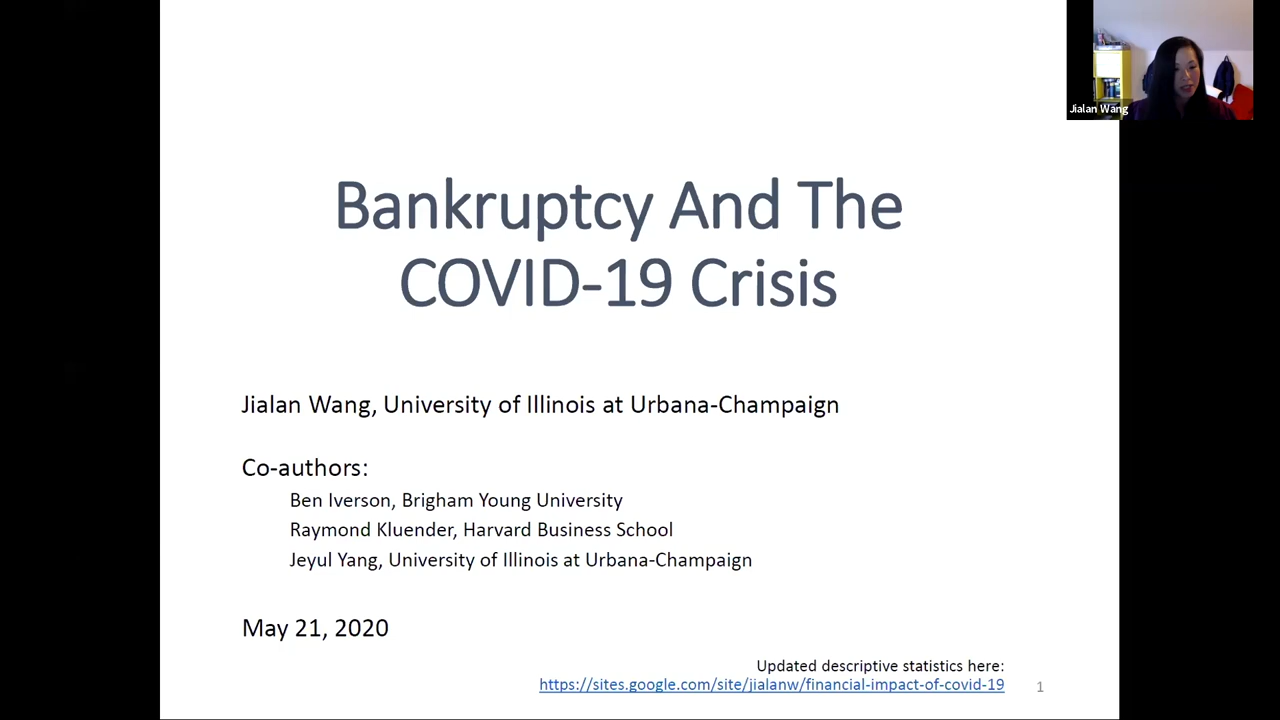 Jialan Wang
Bankruptcy And The
COVID-19 Crisis
Jialan Wang, University of Illinois at Urbana-Champaign
Co-authors:
Ben Iverson, Brigham Young University
Raymond Kluender, Harvard Business School
Jeyul Yang, University of Illinois at Urbana-Champaign
May 21, 2020
Updated descriptive statistics here:
https://sites.google.com/site/jialanw/financial-impact-of-covid-19
1